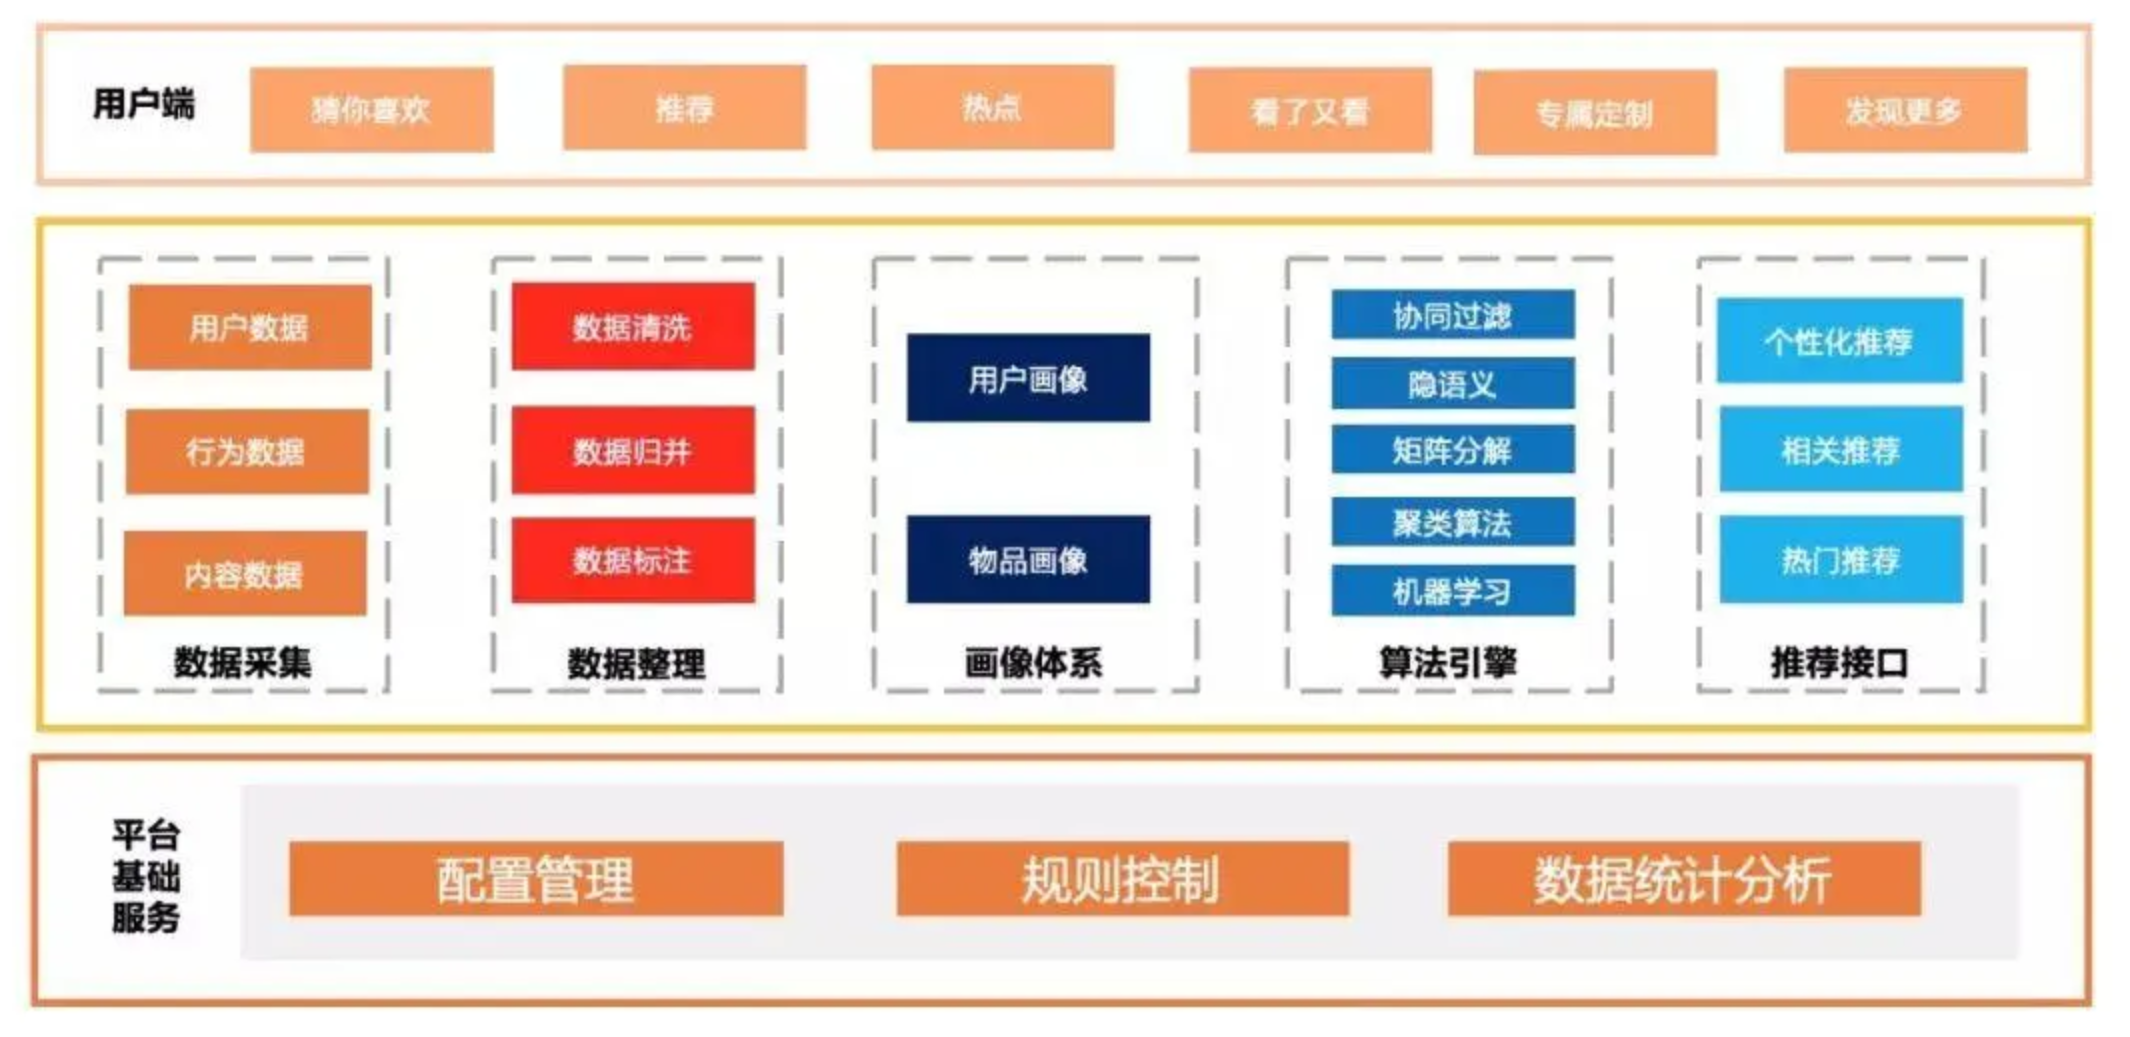 用户端
猜你喜欢
推荐
热点
看了又看
专属定制
发现更多
用户数据
行为数据
内容数据
数据采集
数据清洗
数据归并
数据标注
数据整理
用户画像
物品画像
画像体系
协同过滤
隐语义
矩阵分解
聚类算法
机器学习
算法引擎
个性化推荐
相关推荐
热门推荐
推荐接口
平台
基础
服务
配置管理
规则控制
数据统计分析